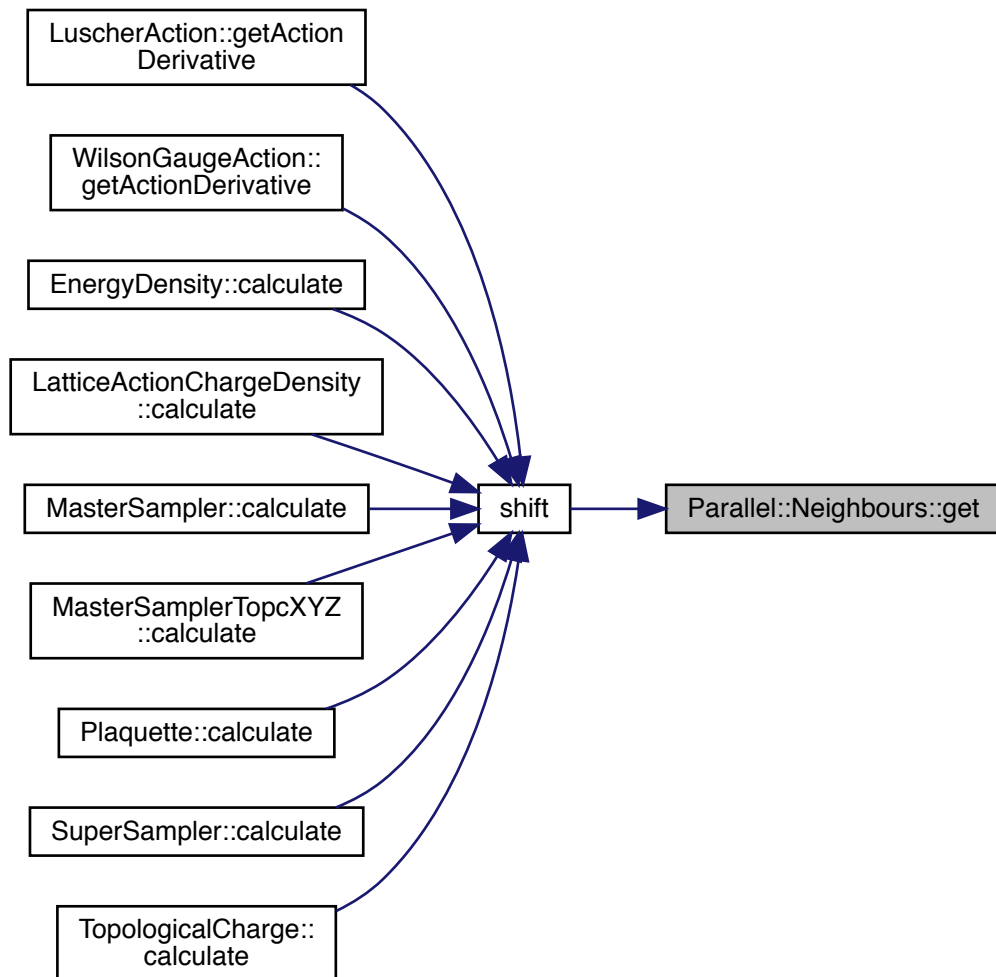 LuscherAction::getAction
Derivative
WilsonGaugeAction::
getActionDerivative
EnergyDensity::calculate
LatticeActionChargeDensity
::calculate
MasterSampler::calculate
shift
Parallel::Neighbours::get
MasterSamplerTopcXYZ
::calculate
Plaquette::calculate
SuperSampler::calculate
TopologicalCharge::
calculate